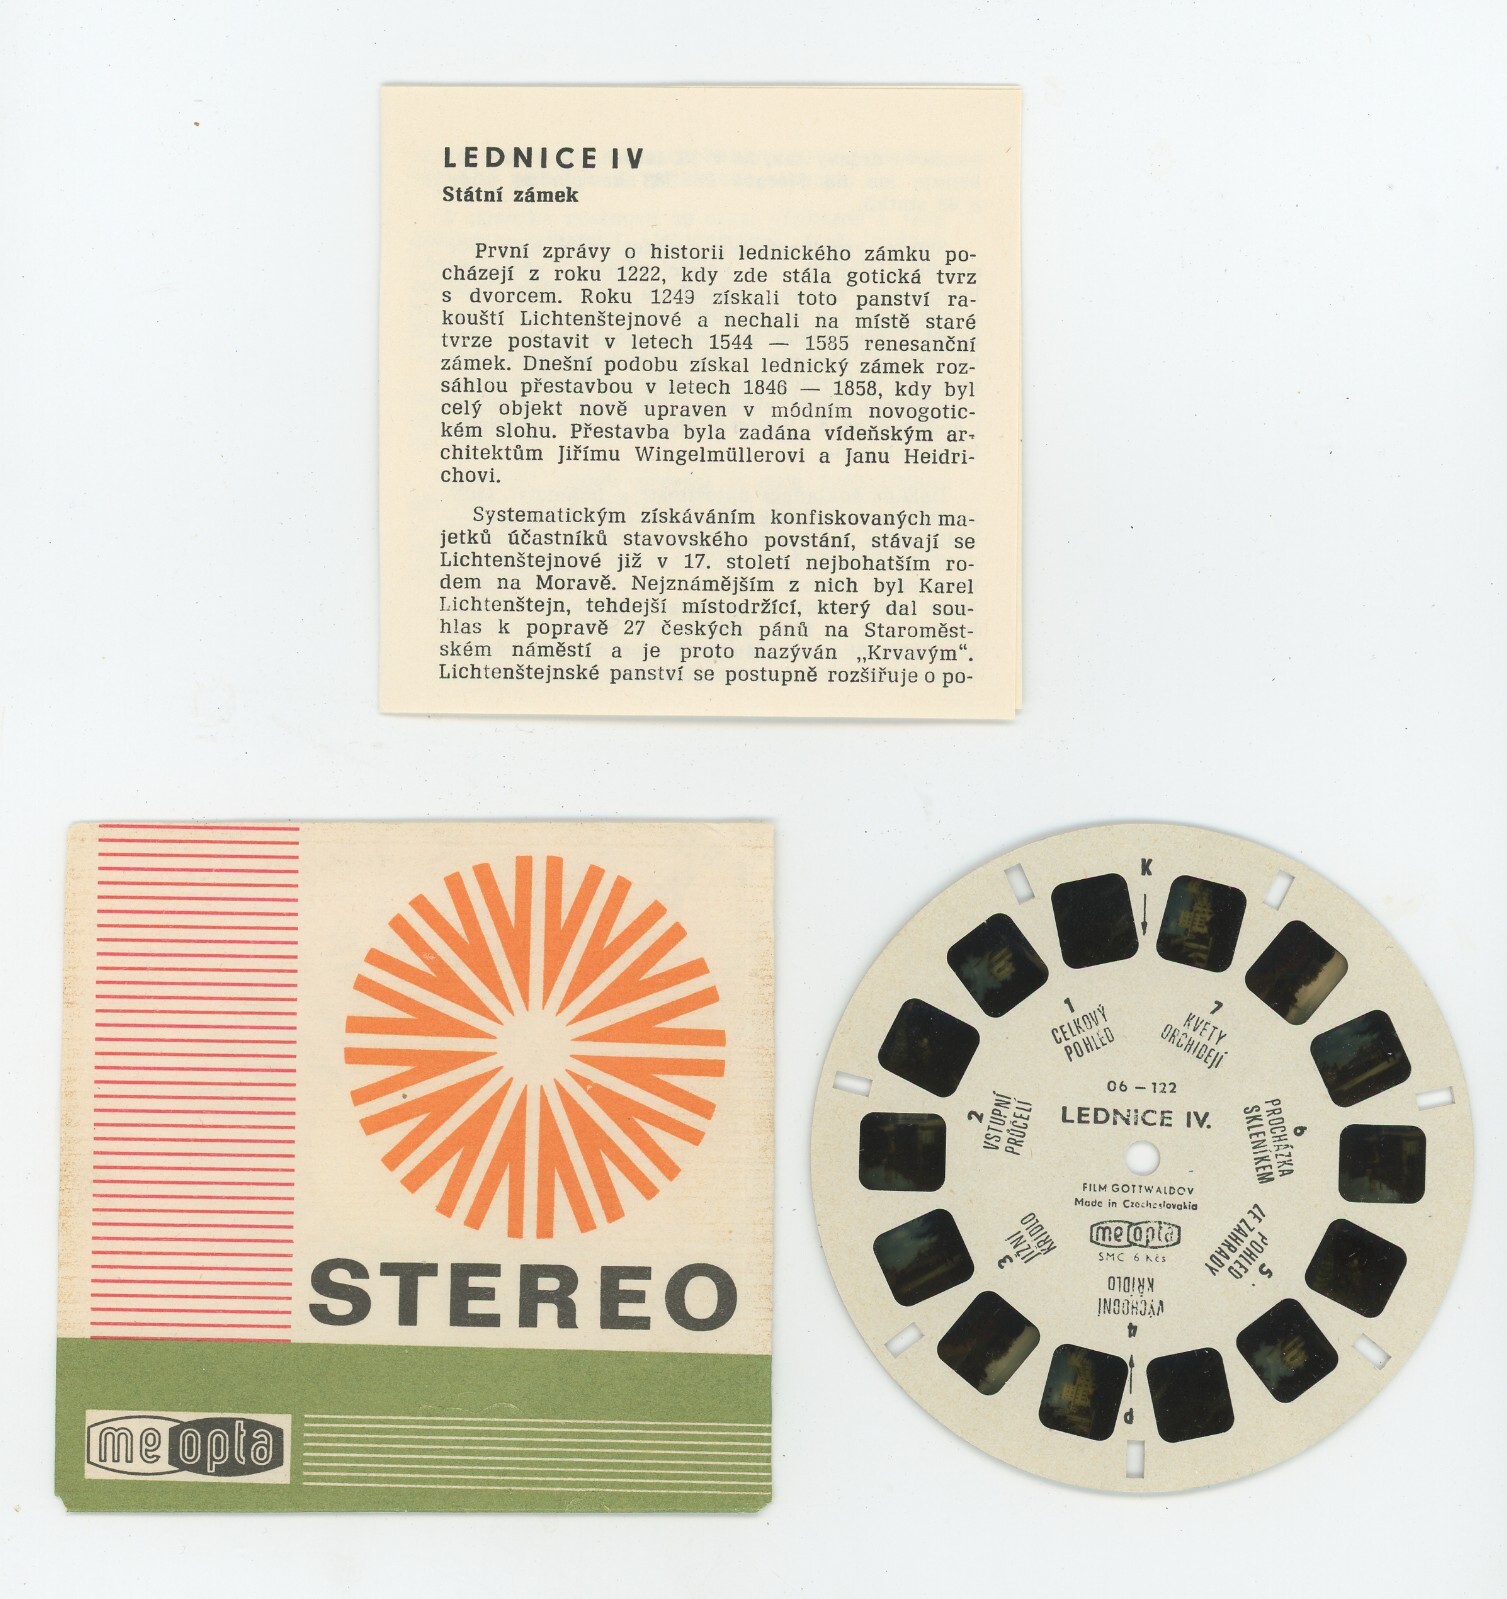 LEDNICE IV
Státní zámek
První zprávy o historii lednického zámku po-
cházejí z roku 1222, kdy zde stála gotická tvrz
s dvorcem. Roku 1249 získali toto panství ra-
kouští Lichtenštejnové a nechali na místě staré
tvrze postavit v letech 1544 — 1585 renesanční
zámek. Dnešní podobu získal lednický zámek roz-
sáhlou přestavbou v letech 1846 — 1858, kdy byl
celý objekt nově upraven v módním novogotic-
kém slohu. Přestavba byla zadána vídeňským ar-
chitektům Jiřímu Wingelmüllerovi a Janu Heidri-
chovi.
Systematickým získáváním konfiskovaných ma-
jetků účastníků stavovského povstání, stávají se
Lichtenštejnové již v 17. století nejbohatším ro-
dem na Moravě. Nejznámějším z nich byl Karel
Lichtenštejn, tehdejší místodržící, který dal sou-
hlas k popravě 27 českých pánů na Staroměst-
ském náměstí a je proto nazýván „Krvavým“.
Lichtenštejnské panství se postupně rozšiřuje o po-
STEREO
meopta
K
1
CELKOVÝ
POHLED
7
KVĚTY
ORCHIDEJÍ
06 — 122
LEDNICE IV.
2
VSTUPNÍ
PRŮČELÍ
6
PROCHÁZKA
SKLENÍKEM
FILM GOTTWALDOV
Made in Czechoslovakia
meopta
SMC 6 Kčs
3
JIŽNÍ
KŘÍDLO
5
POHLED
ZE ZAHRADY
4
VÝCHODNÍ
KŘÍDLO
P